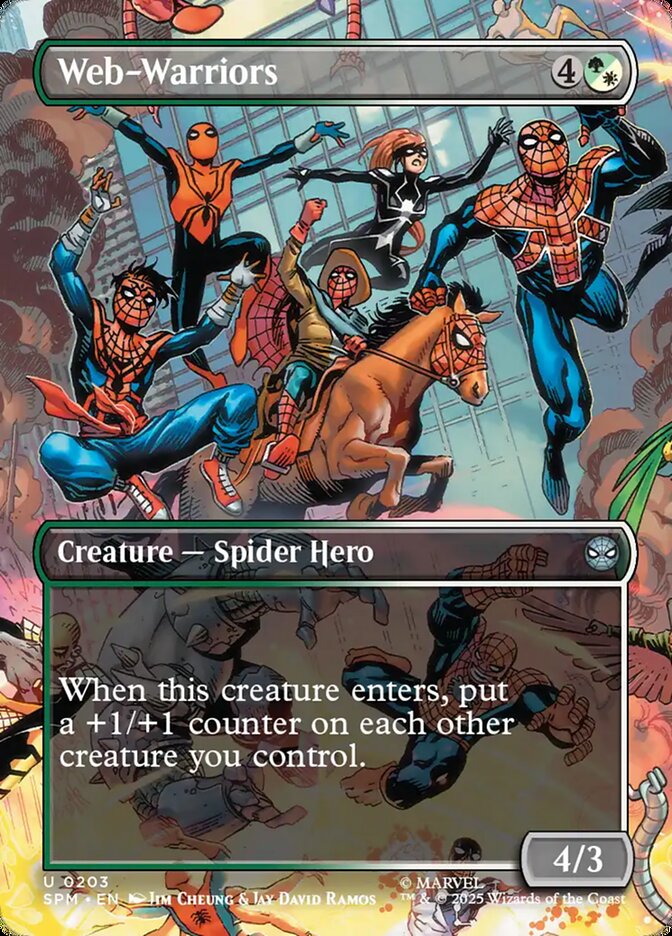 Web-Warriors
4
Creature — Spider Hero
When this creature enters, put
a +1/+1 counter on each other
creature you control.
4/3
U 0203
SPM • EN Jim Cheung & Jay David Ramos
© MARVEL
™ & © 2025 Wizards of the Coast